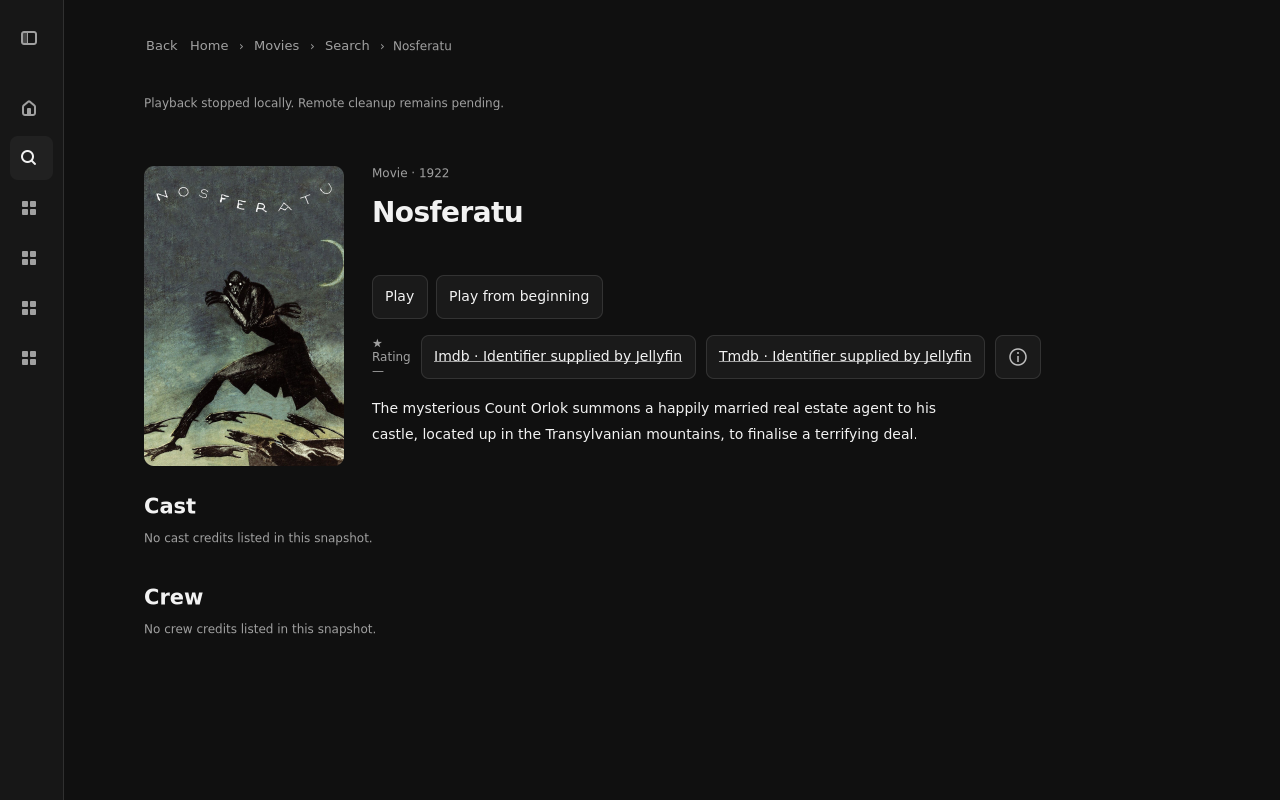 Back Home › Movies › Search › Nosferatu
Playback stopped locally. Remote cleanup remains pending.
NOSFERATU
Movie · 1922
Nosferatu
Play
Play from beginning
★
Rating
—
Imdb · Identifier supplied by Jellyfin
Tmdb · Identifier supplied by Jellyfin
The mysterious Count Orlok summons a happily married real estate agent to his
castle, located up in the Transylvanian mountains, to finalise a terrifying deal.
Cast
No cast credits listed in this snapshot.
Crew
No crew credits listed in this snapshot.